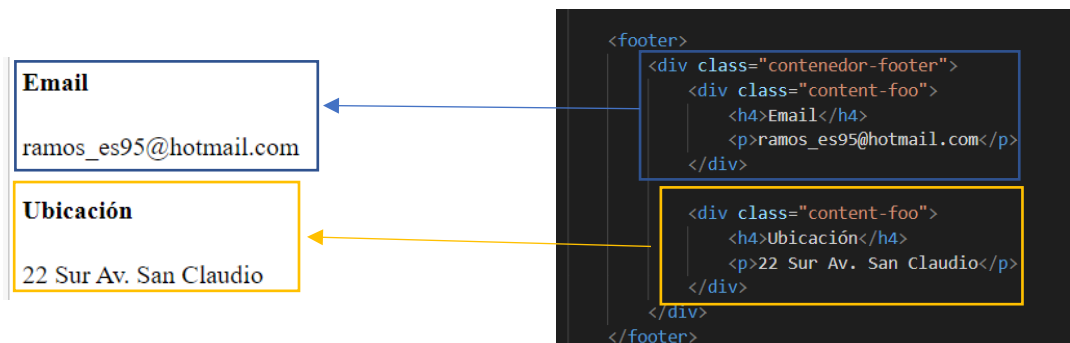 Email
ramos_es95@hotmail.com
Ubicación
22 Sur Av. San Claudio
<footer>
<div class="contenedor-footer">
<div class="content-foo">
<h4>Email</h4>
<p>ramos_es95@hotmail.com</p>
</div>
<div class="content-foo">
<h4>Ubicación</h4>
<p>22 Sur Av. San Claudio</p>
</div>
</div>
</footer>